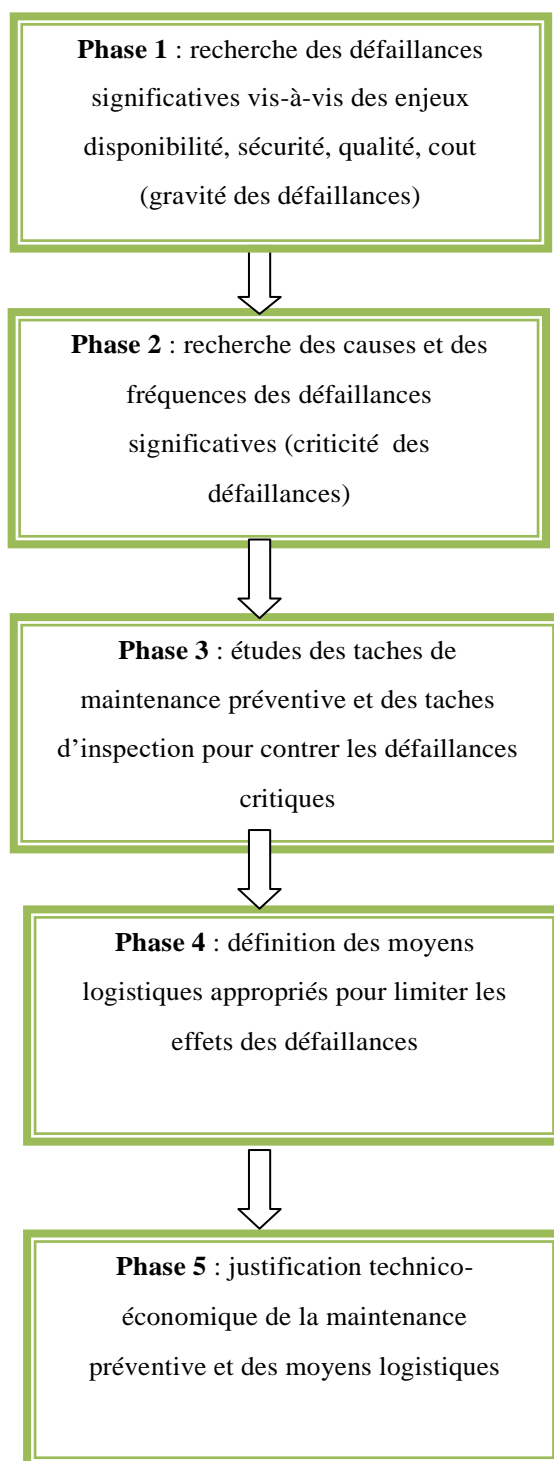 Phase 1 : recherche des défaillances
significatives vis-à-vis des enjeux
disponibilité, sécurité, qualité, cout
(gravité des défaillances)
Phase 2 : recherche des causes et des
fréquences des défaillances
significatives (criticité des
défaillances)
Phase 3 : études des taches de
maintenance préventive et des taches
d’inspection pour contrer les défaillances
critiques
Phase 4 : définition des moyens
logistiques appropriés pour limiter les
effets des défaillances
Phase 5 : justification technico-
économique de la maintenance
préventive et des moyens logistiques